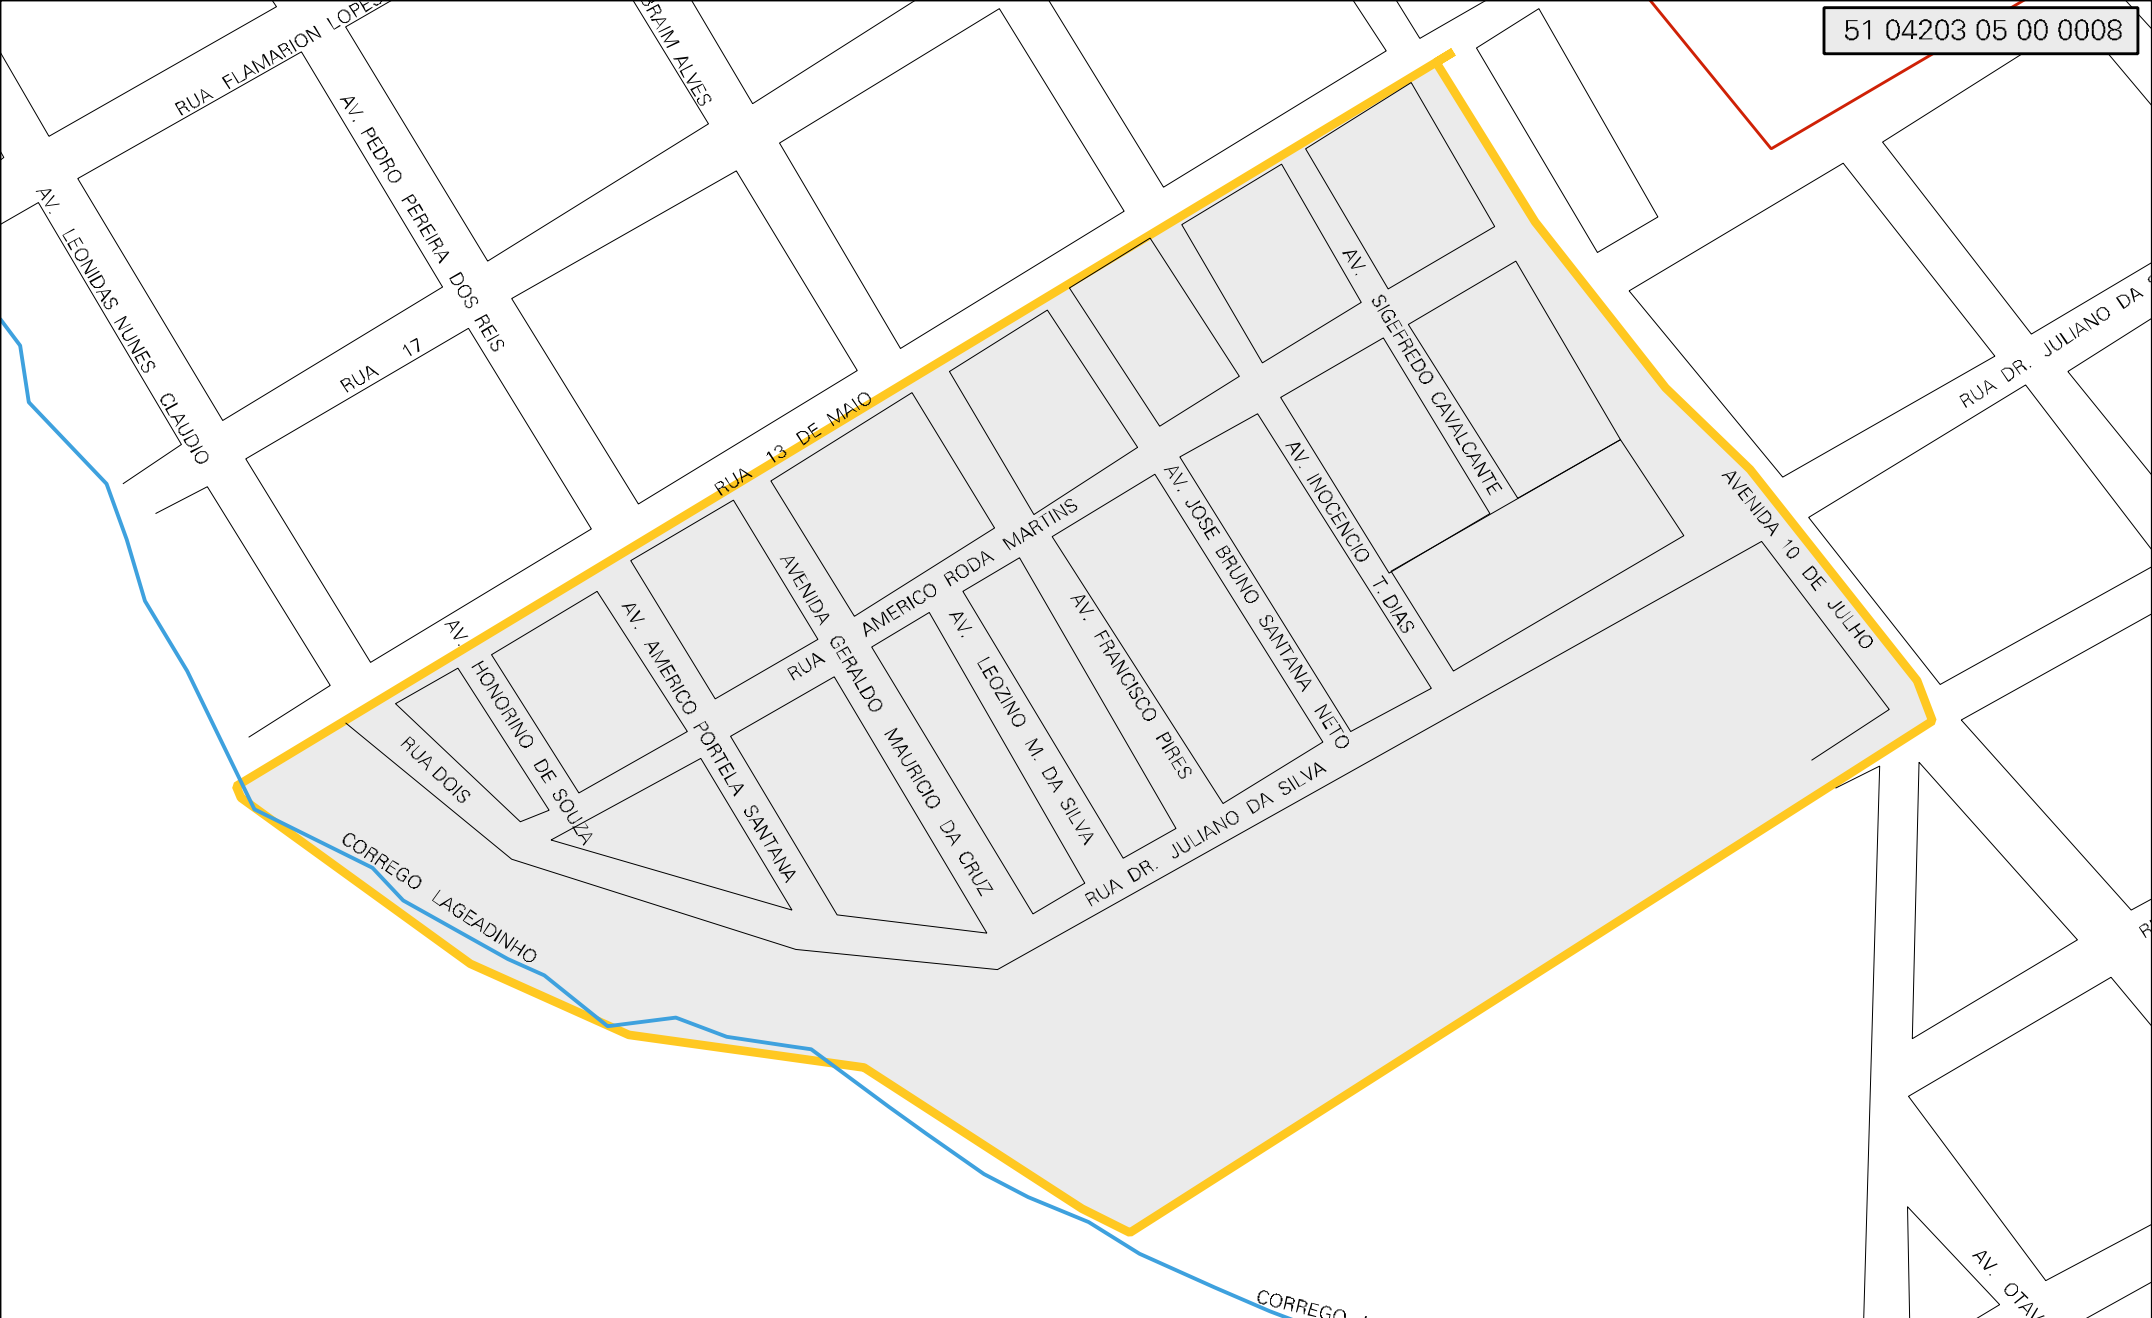 51 04203 05 00 0008
RUA FLAMARION LOPES
AV. PEDRO PEREIRA DOS REIS
AV. LEONIDAS NUNES CLAUDIO
RUA 17
ALVES
RUA 13 DE MAIO
AV. SIGEFREDO CAVALCANTE
RUA DR. JULIANO DA
AVENIDA 10 DE JULHO
AV. INOCENCIO T. DIAS
AV. JOSE BRUNO SANTANA NETO
RUA AMERICO RODA MARTINS
AV. FRANCISCO PIRES
AV. LEOZINO M. DA SILVA
AVENIDA GERALDO MAURICIO DA CRUZ
AV. AMERICO PORTELA SANTANA
AV. HONORINO DE SOUZA
RUA DOIS
RUA DR. JULIANO DA SILVA
CORREGO LAGEADINHO
CORREGO
AV. OTAV